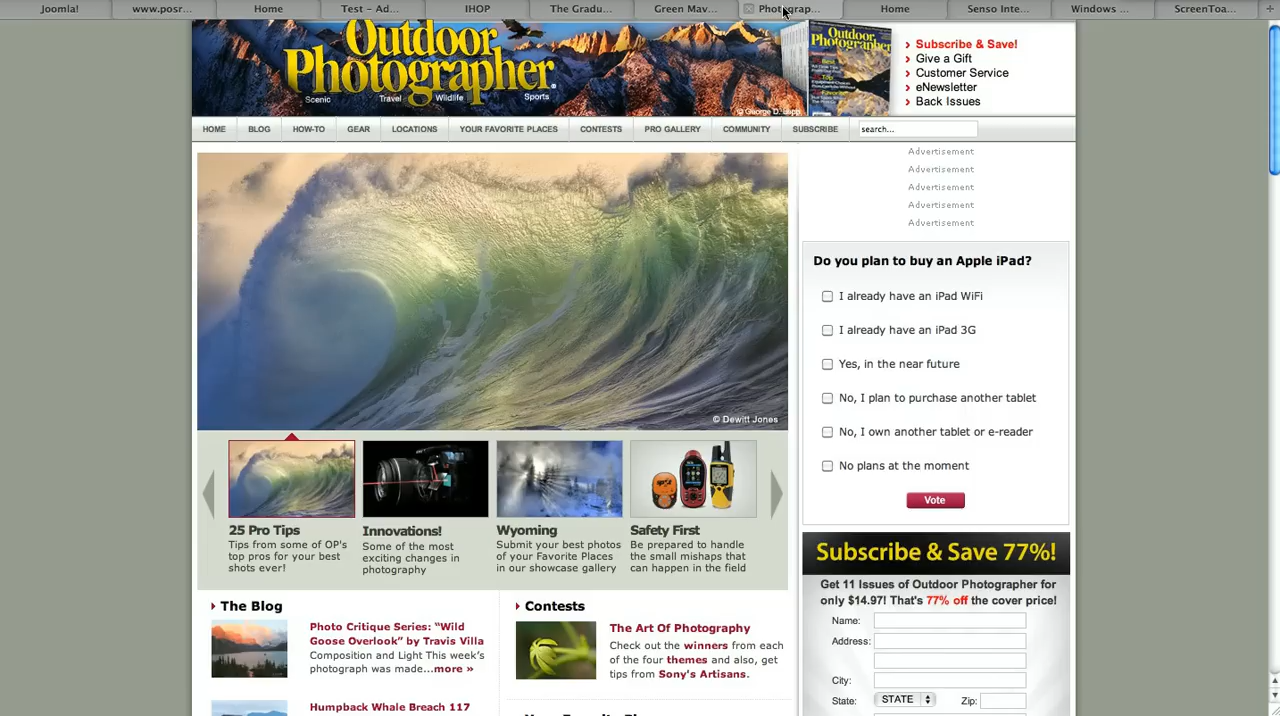 Joomla!
www.posr...
Home
Test - Ad...
IHOP
The Gradu...
Green Mav...
Photograp...
Home
Senso Inte...
Windows ...
ScreenToa...
Outdoor
Photographer
Scenic Travel Wildlife Sports
© George D. Lepp
Outdoor
Photographer
Subscribe & Save!
Give a Gift
Customer Service
eNewsletter
Back Issues
HOME BLOG HOW-TO GEAR LOCATIONS YOUR FAVORITE PLACES CONTESTS PRO GALLERY COMMUNITY SUBSCRIBE search...
Advertisement
Advertisement
Advertisement
Advertisement
Advertisement
© Dewitt Jones
25 Pro Tips
Tips from some of OP's
top pros for your best
shots ever!
Innovations!
Some of the most
exciting changes in
photography
Wyoming
Submit your best photos
of your Favorite Places
in our showcase gallery
Safety First
Be prepared to handle
the small mishaps that
can happen in the field
Do you plan to buy an Apple iPad?
I already have an iPad WiFi
I already have an iPad 3G
Yes, in the near future
No, I plan to purchase another tablet
No, I own another tablet or e-reader
No plans at the moment
Vote
Subscribe & Save 77%!
Get 11 Issues of Outdoor Photographer for
only $14.97! That's 77% off the cover price!
Name:
Address:
City:
State: STATE Zip:
The Blog
Photo Critique Series: “Wild
Goose Overlook” by Travis Villa
Composition and Light This week’s
photograph was made...more »
Humpback Whale Breach 117
Contests
The Art Of Photography
Check out the winners from each
of the four themes and also, get
tips from Sony's Artisans.